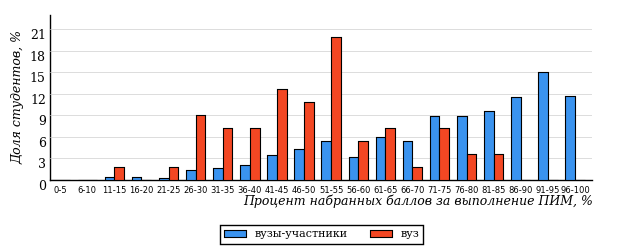 Доля студентов, %
21
18
15
12
9
6
3
0
0-5 6-10 11-15 16-20 21-25 26-30 31-35 36-40 41-45 46-50 51-55 56-60 61-65 66-70 71-75 76-80 81-85 86-90 91-95 96-100
Процент набранных баллов за выполнение ПИМ, %
вузы-участники вуз